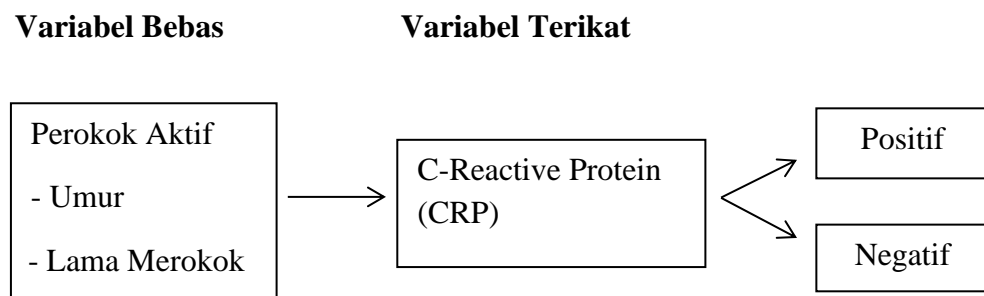 Variabel Bebas
Variabel Terikat
Perokok Aktif
- Umur
- Lama Merokok
C-Reactive Protein
(CRP)
Positif
Negatif